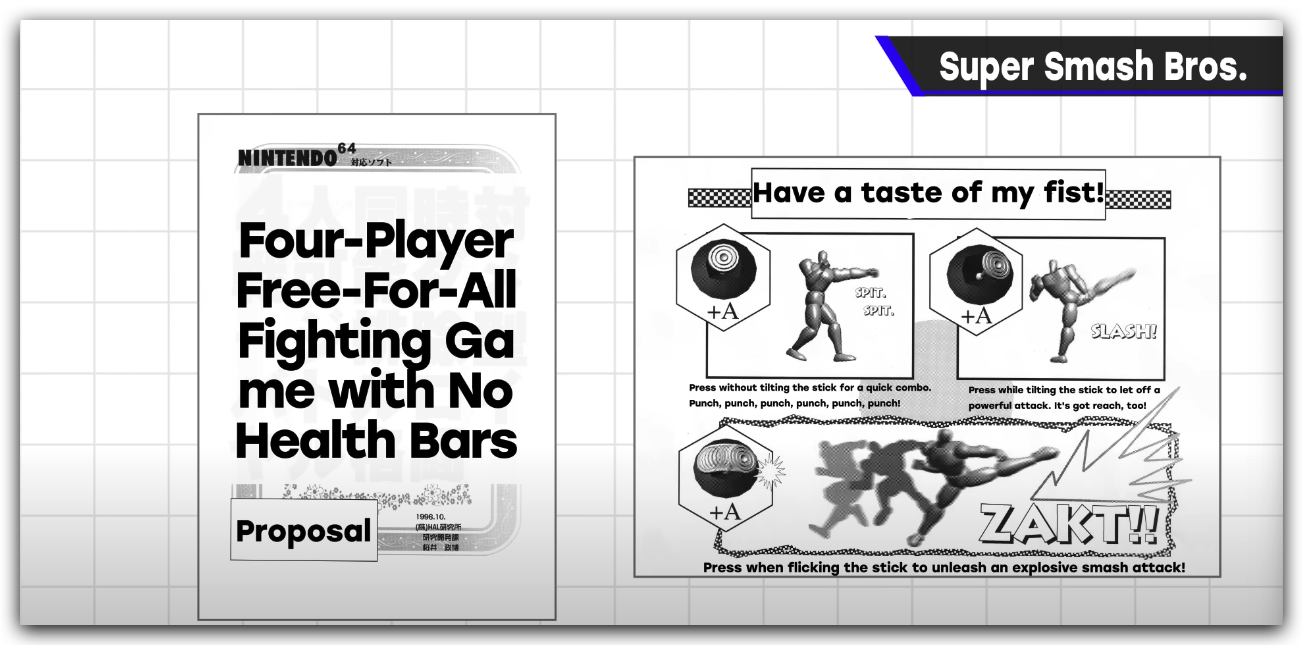 Super Smash Bros.
NINTENDO64 対応ソフト
Four-Player
Free-For-All
Fighting Ga
me with No
Health Bars
Proposal
1996.10.
(株)HAL研究所
研究開発課
桜井 政博
Have a taste of my fist!
+A
SPIT.
SPIT.
Press without tilting the stick for a quick combo.
Punch, punch, punch, punch, punch, punch!
+A
SLASH!
Press while tilting the stick to let off a
powerful attack. It's got reach, too!
+A
ZAKT!!
Press when flicking the stick to unleash an explosive smash attack!